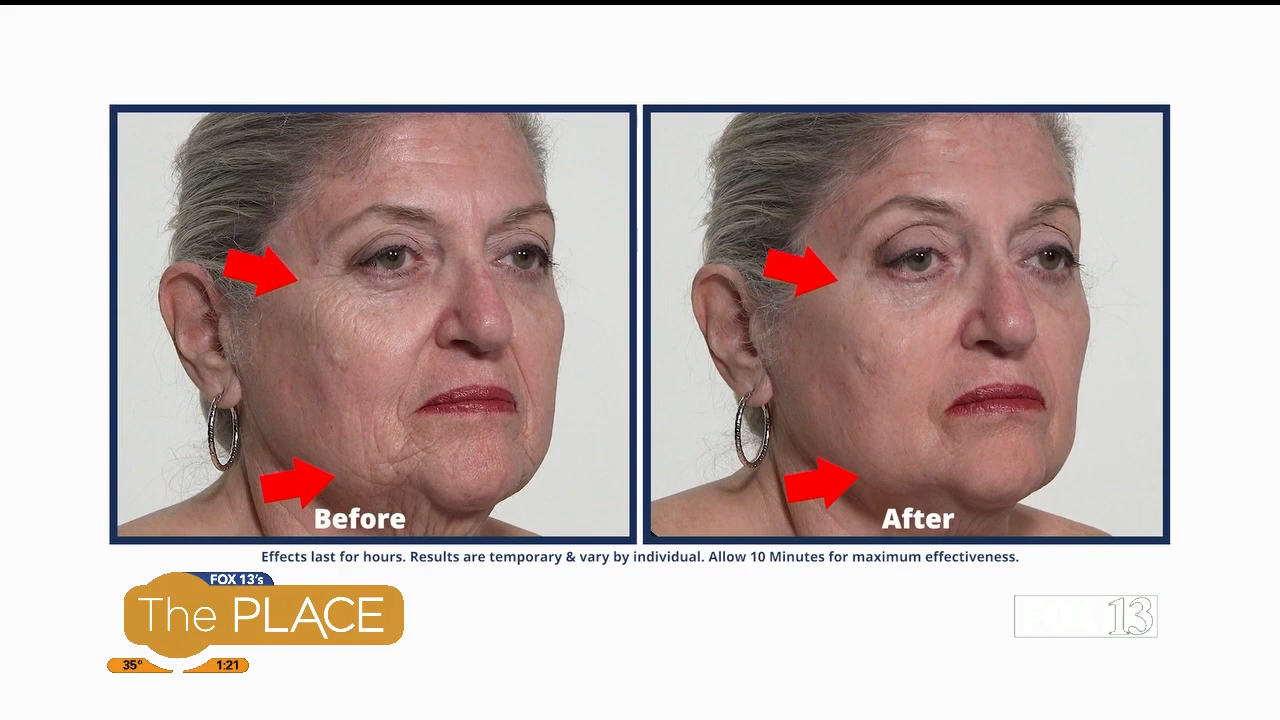 Before
After
Effects last for hours. Results are temporary & vary by individual. Allow 10 Minutes for maximum effectiveness.
FOX 13's
The PLACE
FOX 13
35°
1:21